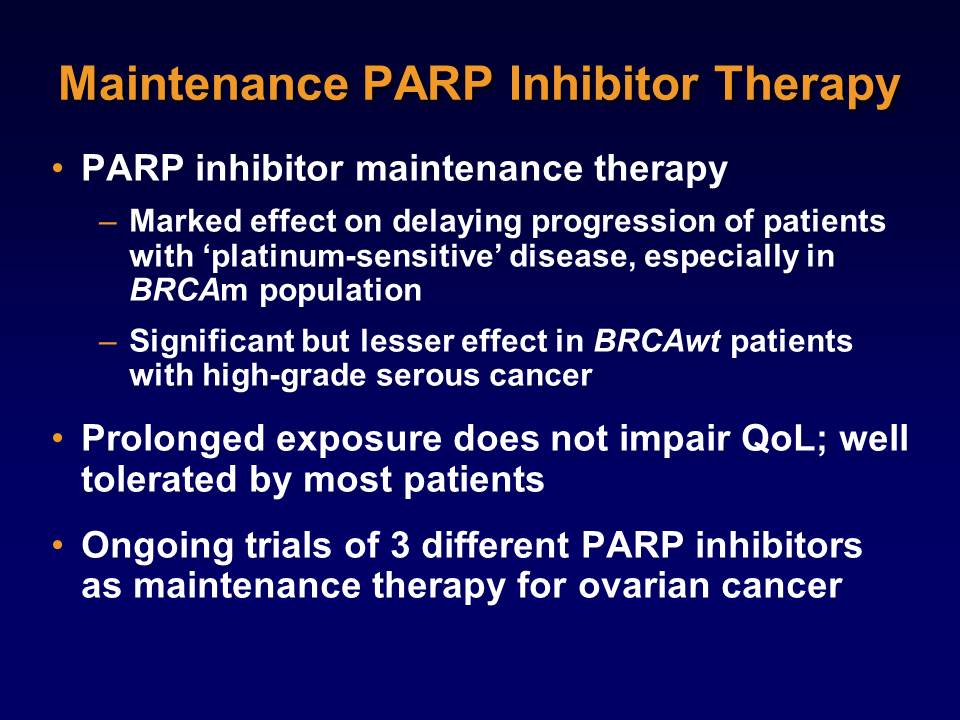 Maintenance PARP Inhibitor Therapy
• PARP inhibitor maintenance therapy
– Marked effect on delaying progression of patients
with ‘platinum-sensitive’ disease, especially in
BRCAm population
– Significant but lesser effect in BRCAwt patients
with high-grade serous cancer
• Prolonged exposure does not impair QoL; well
tolerated by most patients
• Ongoing trials of 3 different PARP inhibitors
as maintenance therapy for ovarian cancer